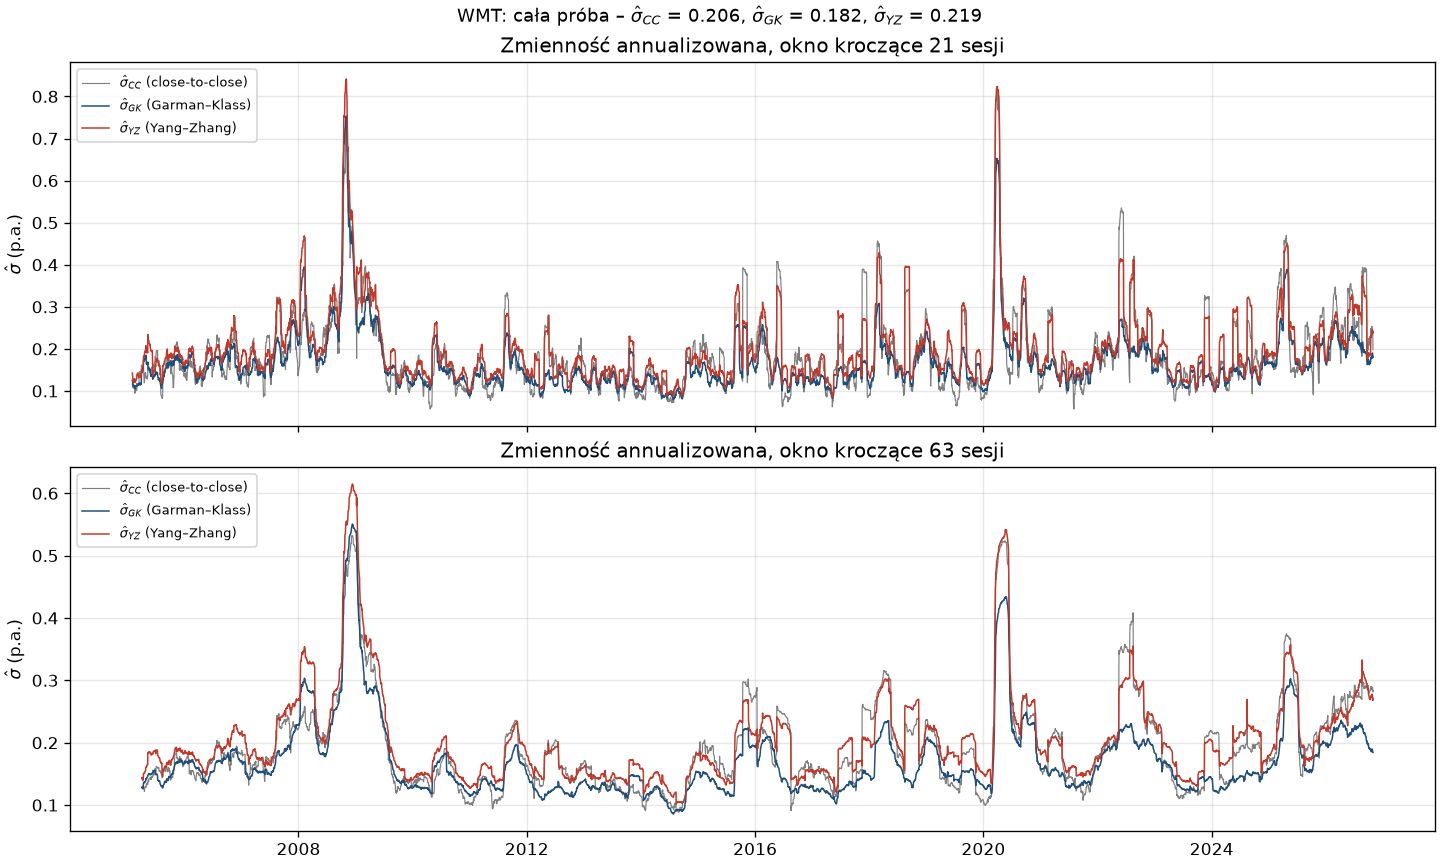 WMT: cała próba – σ̂CC = 0.206, σ̂GK = 0.182, σ̂YZ = 0.219
Zmienność annualizowana, okno kroczące 21 sesji
σ̂CC (close-to-close)
σ̂GK (Garman–Klass)
σ̂YZ (Yang–Zhang)
0.8
0.7
0.6
0.5
0.4
0.3
0.2
0.1
σ̂ (p.a.)
Zmienność annualizowana, okno kroczące 63 sesji
σ̂CC (close-to-close)
σ̂GK (Garman–Klass)
σ̂YZ (Yang–Zhang)
0.6
0.5
0.4
0.3
0.2
0.1
σ̂ (p.a.)
2008 2012 2016 2020 2024